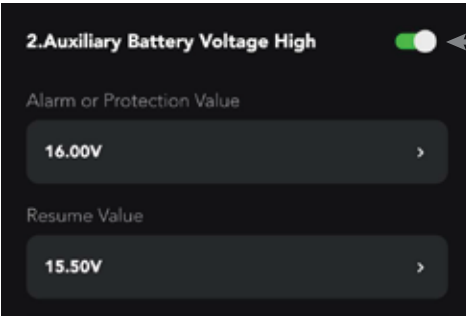 2.Auxiliary Battery Voltage High
Alarm or Protection Value
16.00V
Resume Value
15.50V